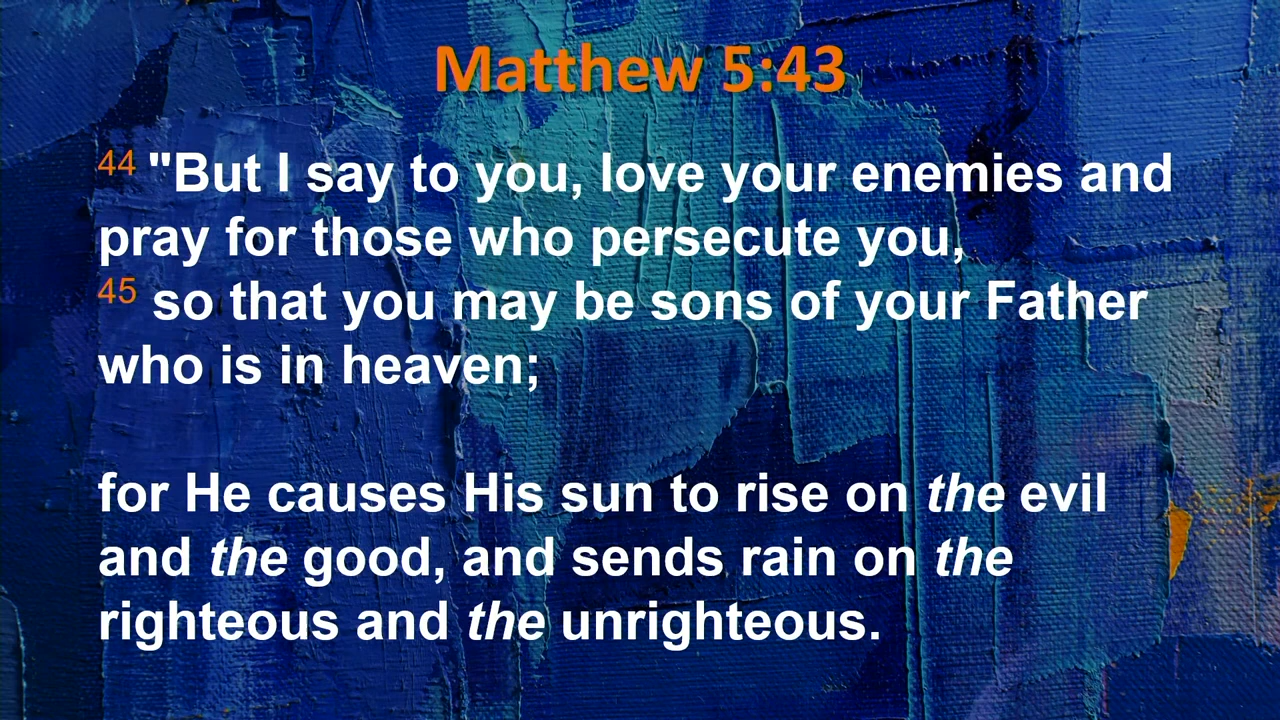 Matthew 5:43
44 "But I say to you, love your enemies and
pray for those who persecute you,
45 so that you may be sons of your Father
who is in heaven;
for He causes His sun to rise on the evil
and the good, and sends rain on the
righteous and the unrighteous.